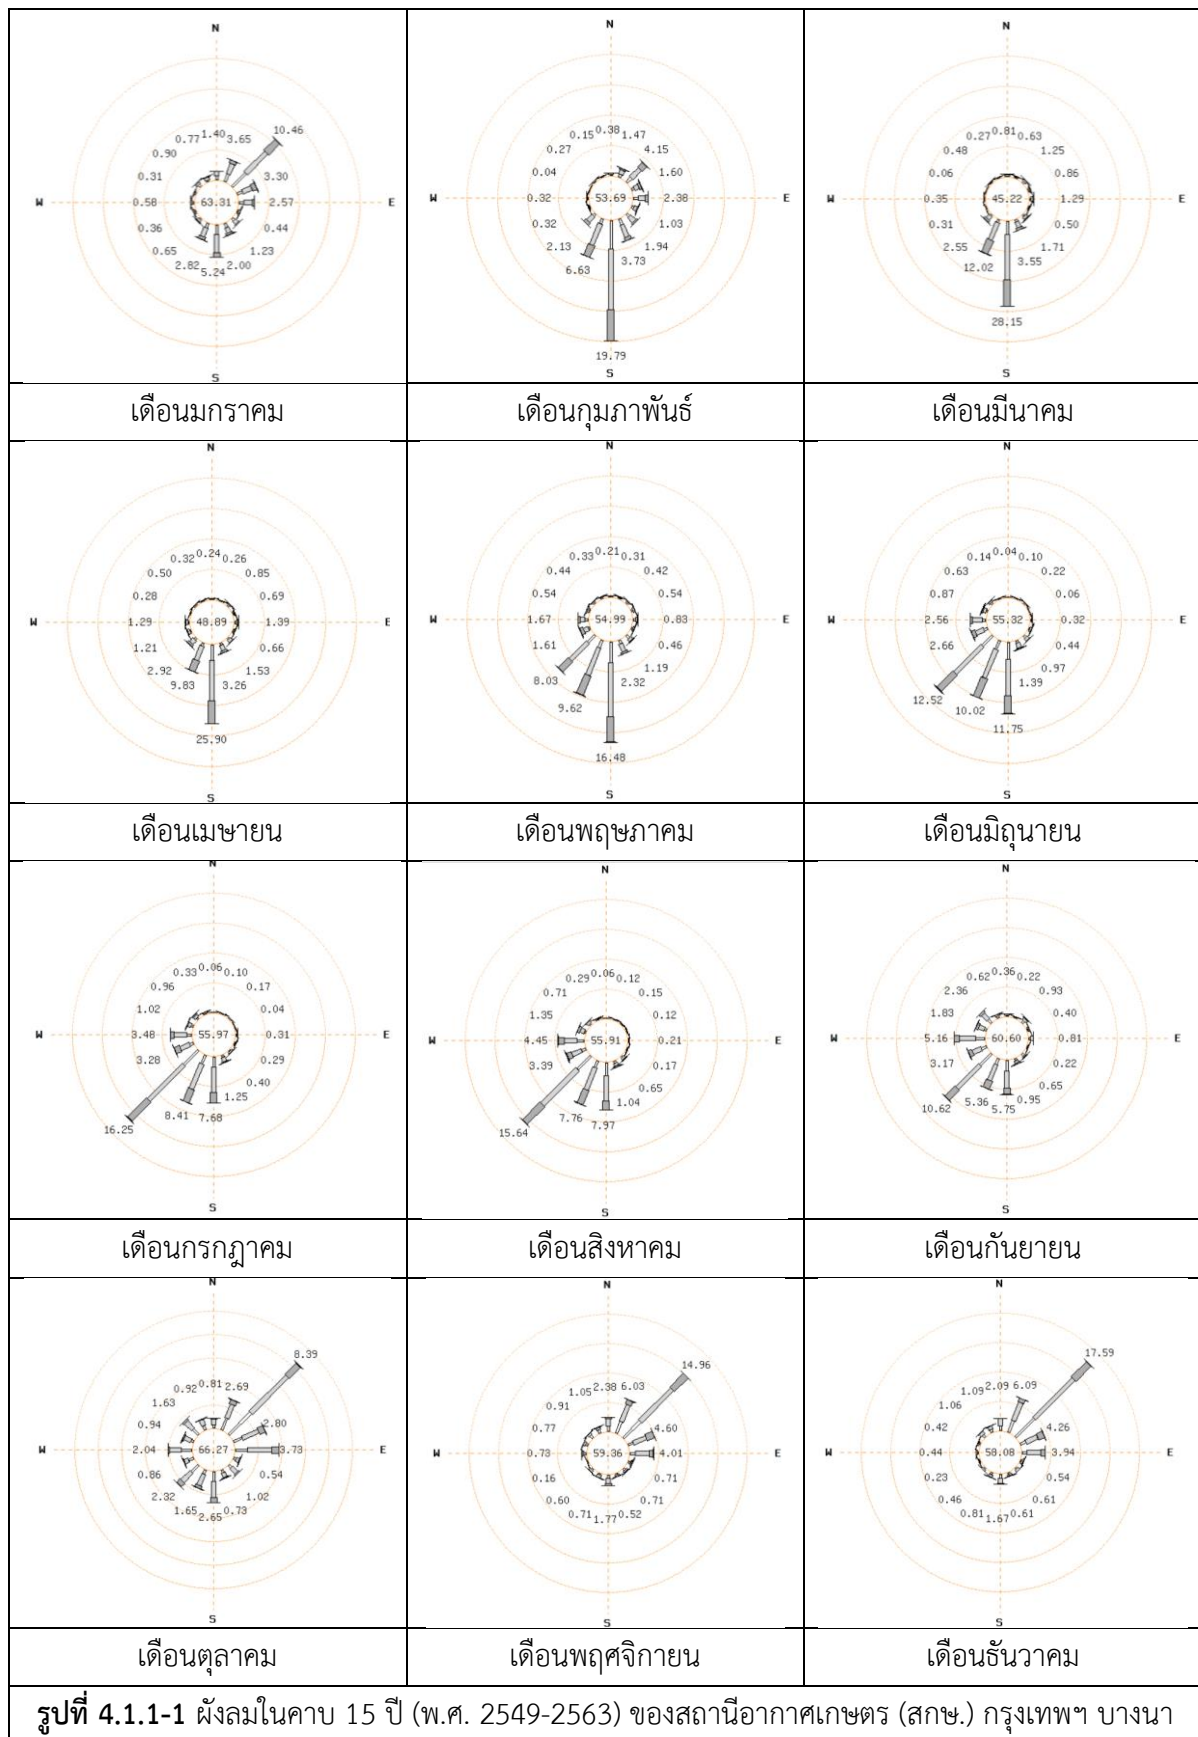 N
0.77 1.40 3.65 10.46
0.90
0.31 3.30
W 0.58 63.31 2.57 E
0.36 0.44
0.65 1.23
2.82 5.24 2.00
S
N
0.15 0.38 1.47
0.27 4.15
0.04 1.60
W 0.32 53.69 2.38 E
0.32 1.03
2.13 1.94
6.63 3.73
19.79
S
N
0.27 0.81 0.63
0.48 1.25
0.06 0.86
W 0.35 45.22 1.29 E
0.31 0.50
2.55 1.71
12.02 3.55
28.15
S
เดือนมกราคม เดือนกุมภาพันธ์ เดือนมีนาคม
N
0.32 0.24 0.26
0.50 0.85
0.28 0.69
W 1.29 48.89 1.39 E
1.21 0.66
2.92 1.53
9.83 3.26
25.90
S
N
0.33 0.21 0.31
0.44 0.42
0.54 0.54
W 1.67 54.99 0.83 E
1.61 0.46
8.03 1.19
9.62 2.32
16.48
S
N
0.14 0.04 0.10
0.63 0.22
0.87 0.06
W 2.56 55.32 0.32 E
2.66 0.44
12.52 0.97
10.02 1.39
11.75
S
เดือนเมษายน เดือนพฤษภาคม เดือนมิถุนายน
N
0.33 0.06 0.10
0.96 0.17
1.02 0.04
W 3.48 55.97 0.31 E
3.28 0.29
16.25 0.40
8.41 7.68 1.25
S
N
0.29 0.06 0.12
0.71 0.15
1.35 0.12
W 4.45 55.91 0.21 E
3.39 0.17
15.64 0.65
7.76 7.97 1.04
S
N
0.62 0.36 0.22
2.36 0.93
1.83 0.40
W 5.16 60.60 0.81 E
3.17 0.22
10.62 0.65
5.36 5.75 0.95
S
เดือนกรกฎาคม เดือนสิงหาคม เดือนกันยายน
N
8.39
0.92 0.81 2.69
1.63
0.94 2.80
W 2.04 66.27 3.73 E
0.86 0.54
2.32 1.02
1.65 2.65 0.73
S
N
14.96
1.05 2.38 6.03
0.91
0.77 4.60
W 0.73 59.36 4.01 E
0.16 0.71
0.60 0.71
0.71 1.77 0.52
S
N
17.59
1.09 2.09 6.09
1.06
0.42 4.26
W 0.44 58.08 3.94 E
0.23 0.54
0.46 0.61
0.81 1.67 0.61
S
เดือนตุลาคม เดือนพฤศจิกายน เดือนธันวาคม
รูปที่ 4.1.1-1 ผังลมในคาบ 15 ปี (พ.ศ. 2549-2563) ของสถานีอากาศเกษตร (สกษ.) กรุงเทพฯ บางนา